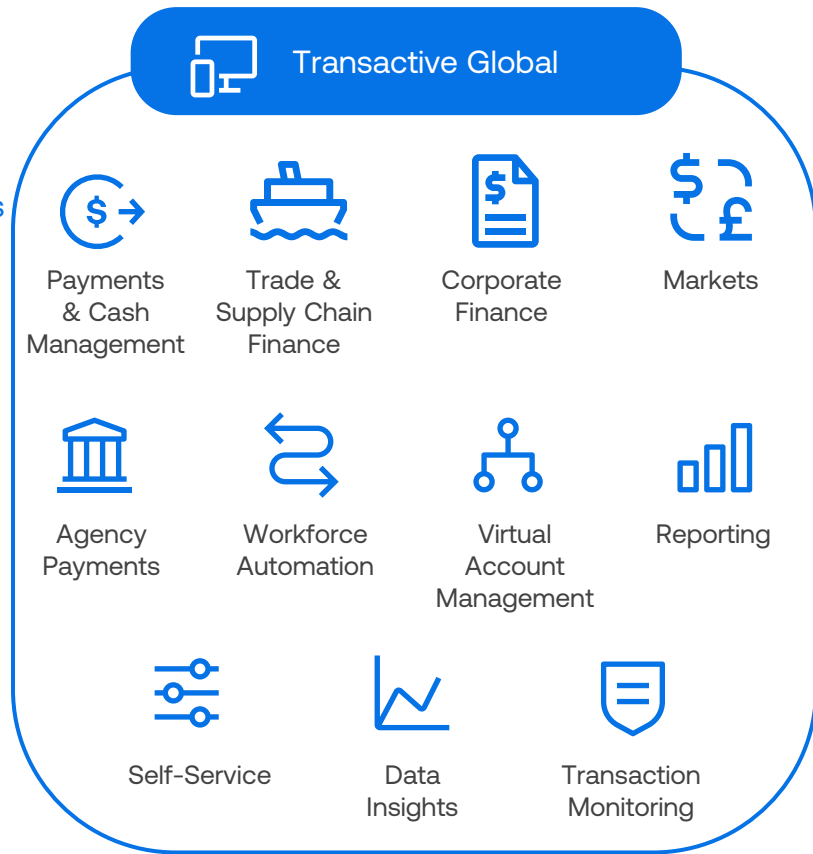 Transactive Global
Payments
& Cash
Management
Trade &
Supply Chain
Finance
Corporate
Finance
Markets
Agency
Payments
Workforce
Automation
Virtual
Account
Management
Reporting
Self-Service
Data
Insights
Transaction
Monitoring